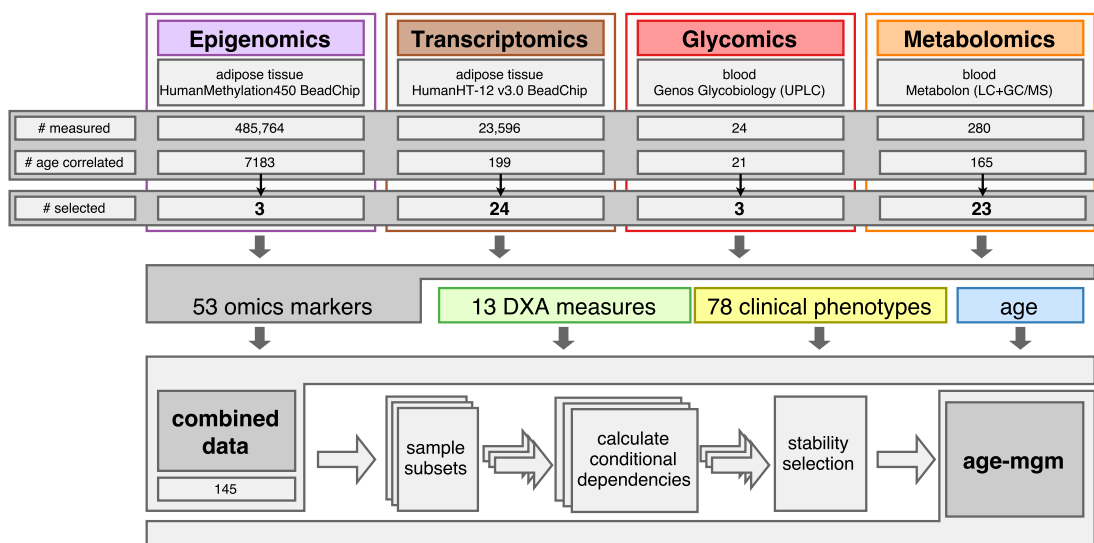 Epigenomics
Transcriptomics
Glycomics
Metabolomics
adipose tissue
HumanMethylation450 BeadChip
adipose tissue
HumanHT-12 v3.0 BeadChip
blood
Genos Glycobiology (UPLC)
blood
Metabolon (LC+GC/MS)
# measured
485,764
23,596
24
280
# age correlated
7183
199
21
165
# selected
3
24
3
23
53 omics markers
13 DXA measures
78 clinical phenotypes
age
combined
data
145
sample
subsets
calculate
conditional
dependencies
stability
selection
age-mgm